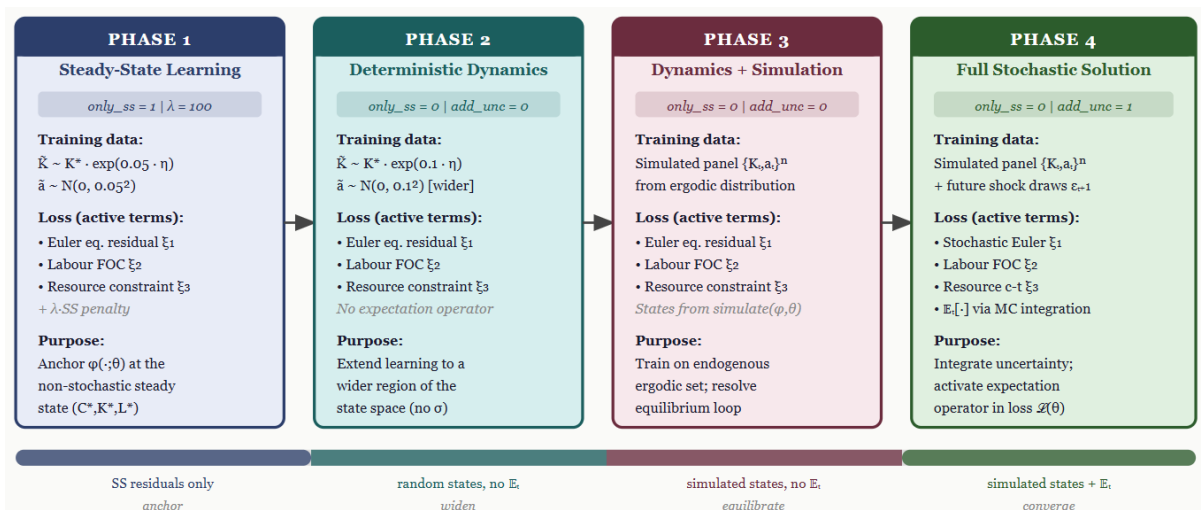 PHASE 1
Steady-State Learning
only_ss = 1 | λ = 100
Training data:
K̃ ~ K* · exp(0.05 · η)
ã ~ N(0, 0.05²)
Loss (active terms):
• Euler eq. residual ξ₁
• Labour FOC ξ₂
• Resource constraint ξ₃
+ λ·SS penalty
Purpose:
Anchor φ(·;θ) at the
non-stochastic steady
state (C*,K*,L*)
PHASE 2
Deterministic Dynamics
only_ss = 0 | add_unc = 0
Training data:
K̃ ~ K* · exp(0.1 · η)
ã ~ N(0, 0.1²) [wider]
Loss (active terms):
• Euler eq. residual ξ₁
• Labour FOC ξ₂
• Resource constraint ξ₃
No expectation operator
Purpose:
Extend learning to a
wider region of the
state space (no σ)
PHASE 3
Dynamics + Simulation
only_ss = 0 | add_unc = 0
Training data:
Simulated panel {Kₜ,aₜ}ⁿ
from ergodic distribution
Loss (active terms):
• Euler eq. residual ξ₁
• Labour FOC ξ₂
• Resource constraint ξ₃
States from simulate(φ,θ)
Purpose:
Train on endogenous
ergodic set; resolve
equilibrium loop
PHASE 4
Full Stochastic Solution
only_ss = 0 | add_unc = 1
Training data:
Simulated panel {Kₜ,aₜ}ⁿ
+ future shock draws εₜ₊₁
Loss (active terms):
• Stochastic Euler ξ₁
• Labour FOC ξ₂
• Resource c-t ξ₃
• 𝔼ₜ[·] via MC integration
Purpose:
Integrate uncertainty;
activate expectation
operator in loss ℒ(θ)
SS residuals only
anchor
random states, no 𝔼ₜ
widen
simulated states, no 𝔼ₜ
equilibrate
simulated states + 𝔼ₜ
converge